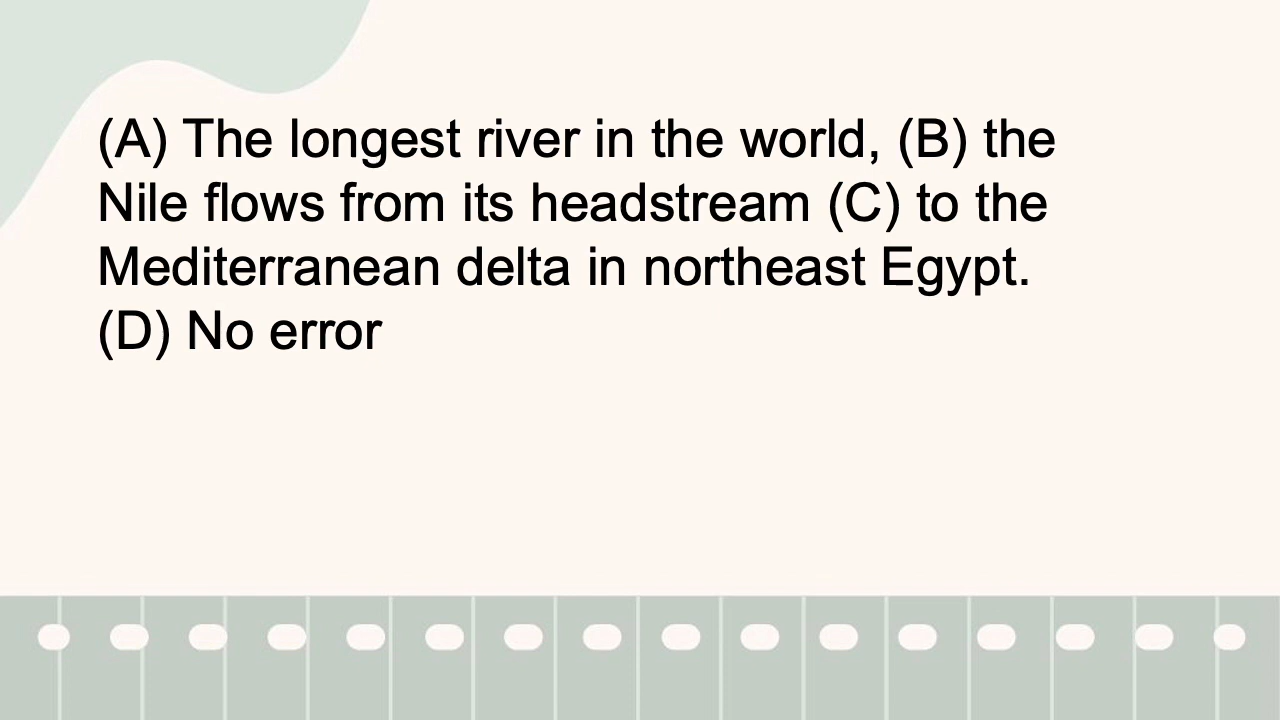 (A) The longest river in the world, (B) the
Nile flows from its headstream (C) to the
Mediterranean delta in northeast Egypt.
(D) No error